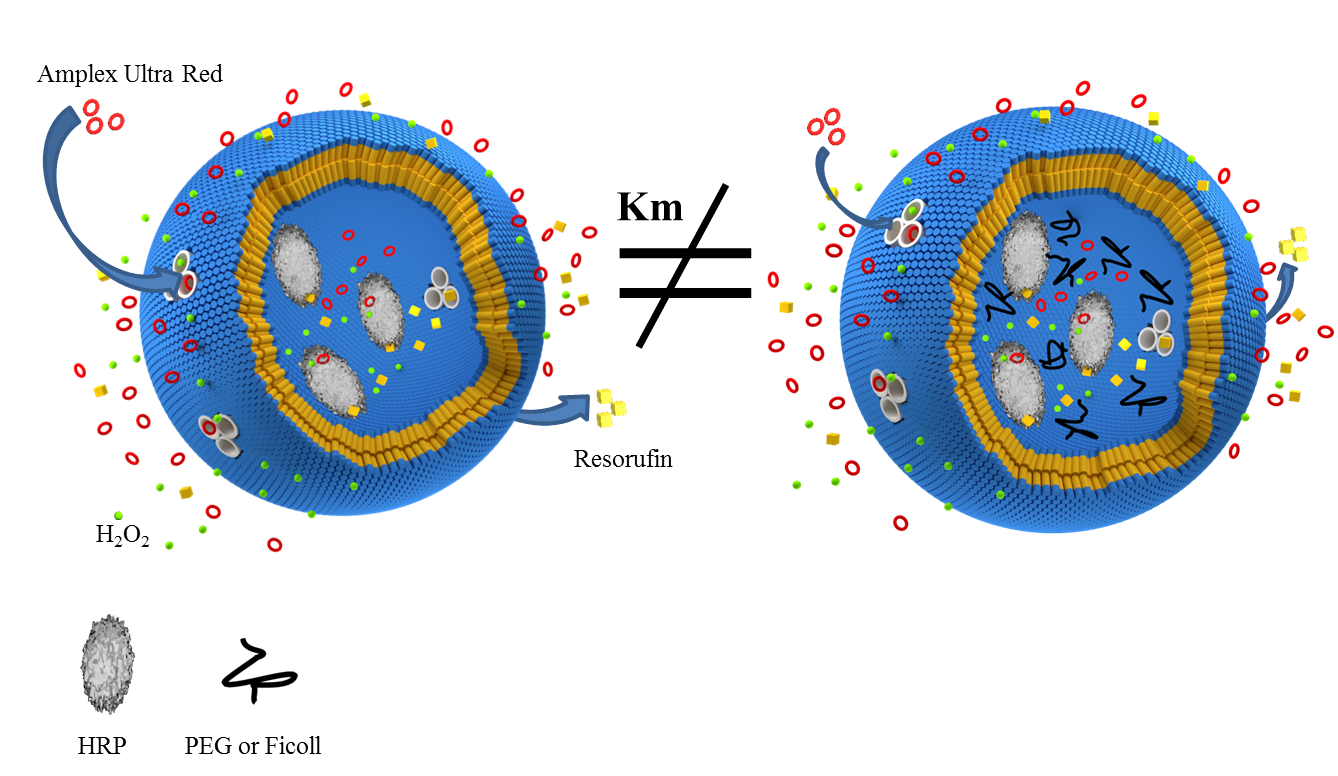 Amplex Ultra Red
Km
Resorufin
H₂O₂
HRP
PEG or Ficoll